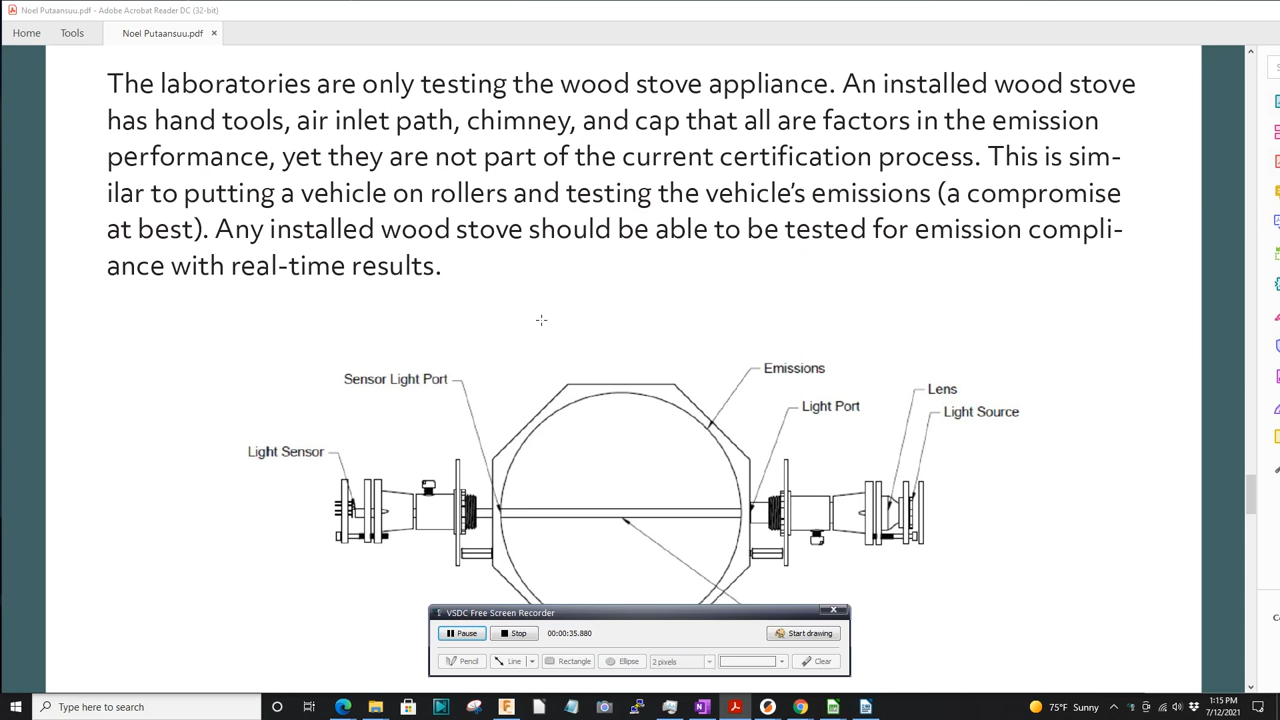 Noel Putaansuu.pdf - Adobe Acrobat Reader DC (32-bit)
Home Tools Noel Putaansuu.pdf ×
The laboratories are only testing the wood stove appliance. An installed wood stove
has hand tools, air inlet path, chimney, and cap that all are factors in the emission
performance, yet they are not part of the current certification process. This is sim-
ilar to putting a vehicle on rollers and testing the vehicle's emissions (a compromise
at best). Any installed wood stove should be able to be tested for emission compli-
ance with real-time results.
Emissions
Sensor Light Port
Lens
Light Port
Light Source
Light Sensor
VSDC Free Screen Recorder
Pause Stop 00:00:35.880 Start drawing
Pencil Line Rectangle Ellipse 2 pixels Clear
Type here to search
75°F Sunny
1:15 PM
7/12/2021